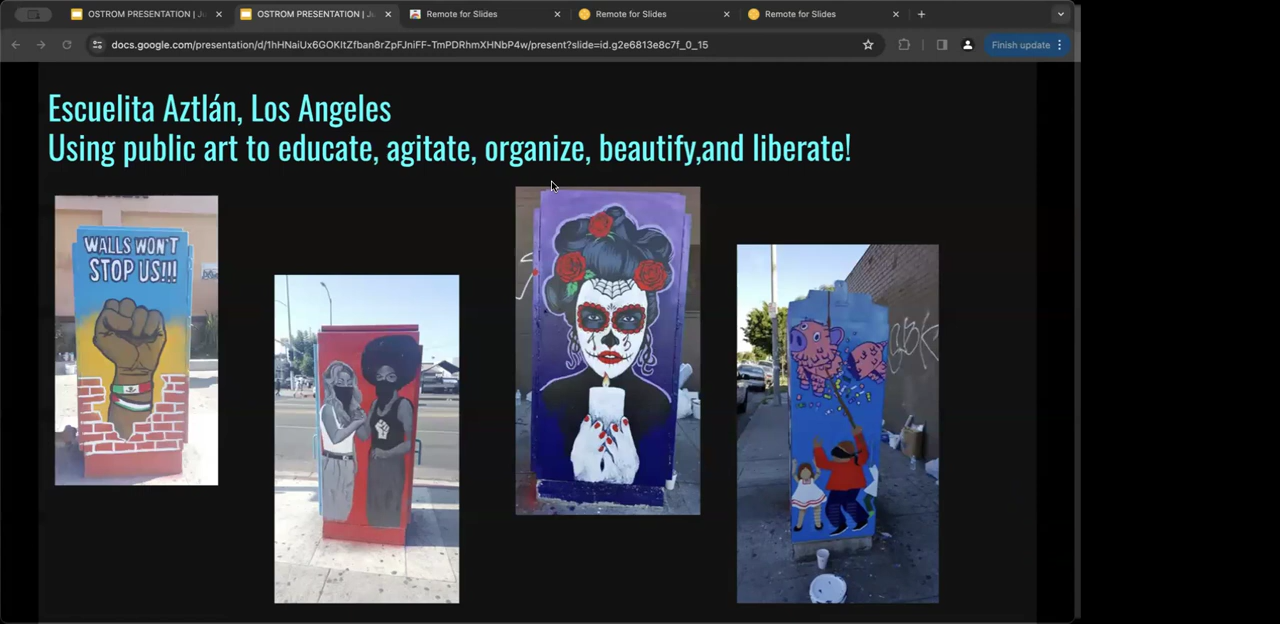 OSTROM PRESENTATION | Ju
OSTROM PRESENTATION | Ju
Remote for Slides
Remote for Slides
Remote for Slides
docs.google.com/presentation/d/1hHNaiUx6GOKItZfban8rZpFJniFF-TmPDRhmXHNbP4w/present?slide=id.g2e6813e8c7f_0_15
Finish update
Escuelita Aztlán, Los Angeles
Using public art to educate, agitate, organize, beautify,and liberate!
WALLS WON'T
STOP US!!!